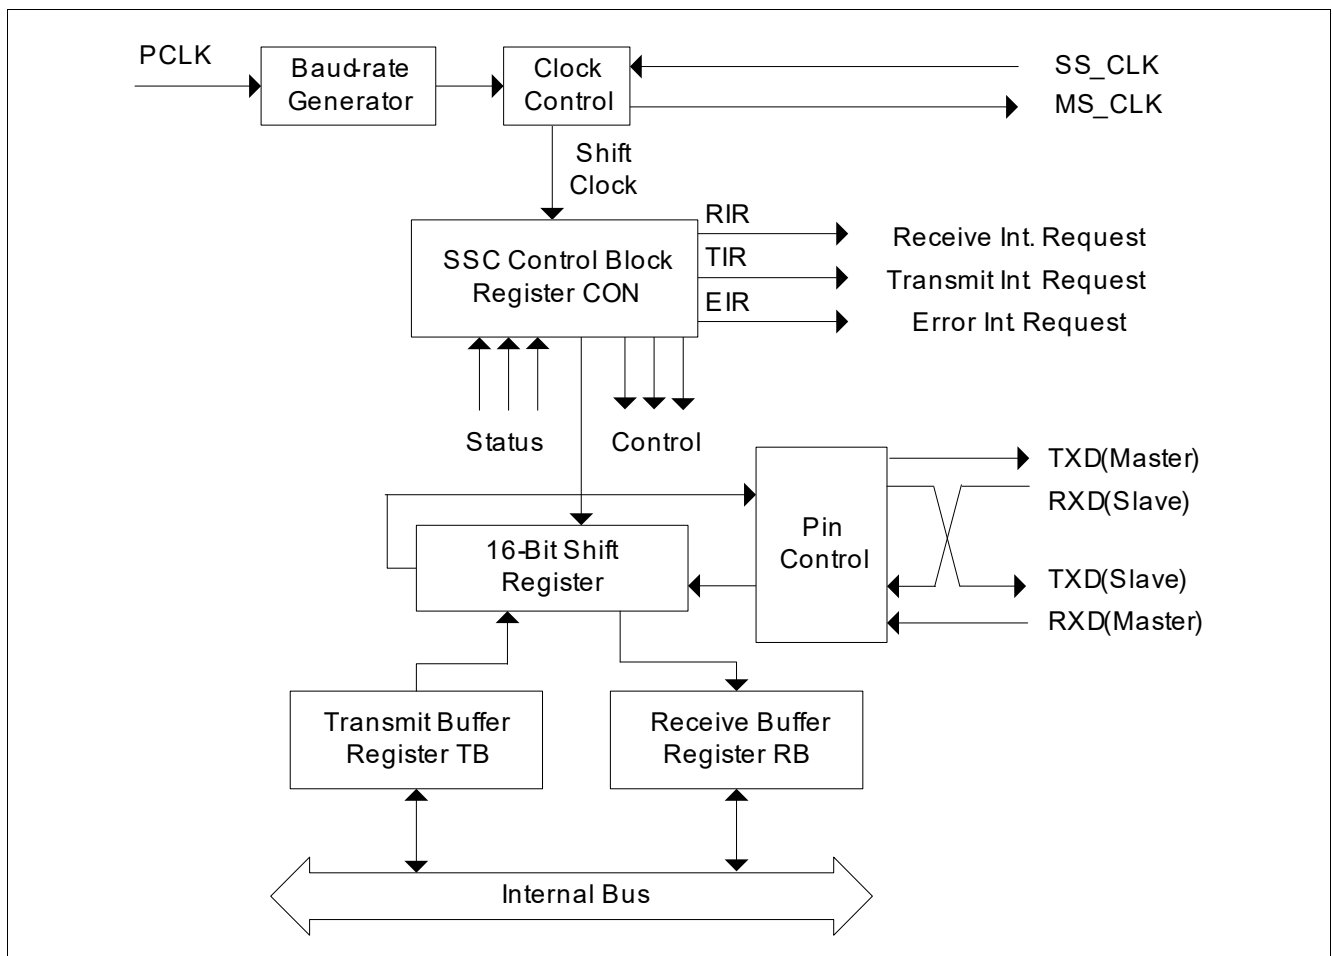 PCLK
Baud-rate
Generator
Clock
Control
SS_CLK
MS_CLK
Shift
Clock
SSC Control Block
Register CON
RIR
TIR
EIR
Receive Int. Request
Transmit Int. Request
Error Int. Request
Status
Control
16-Bit Shift
Register
Pin
Control
TXD(Master)
RXD(Slave)
TXD(Slave)
RXD(Master)
Transmit Buffer
Register TB
Receive Buffer
Register RB
Internal Bus